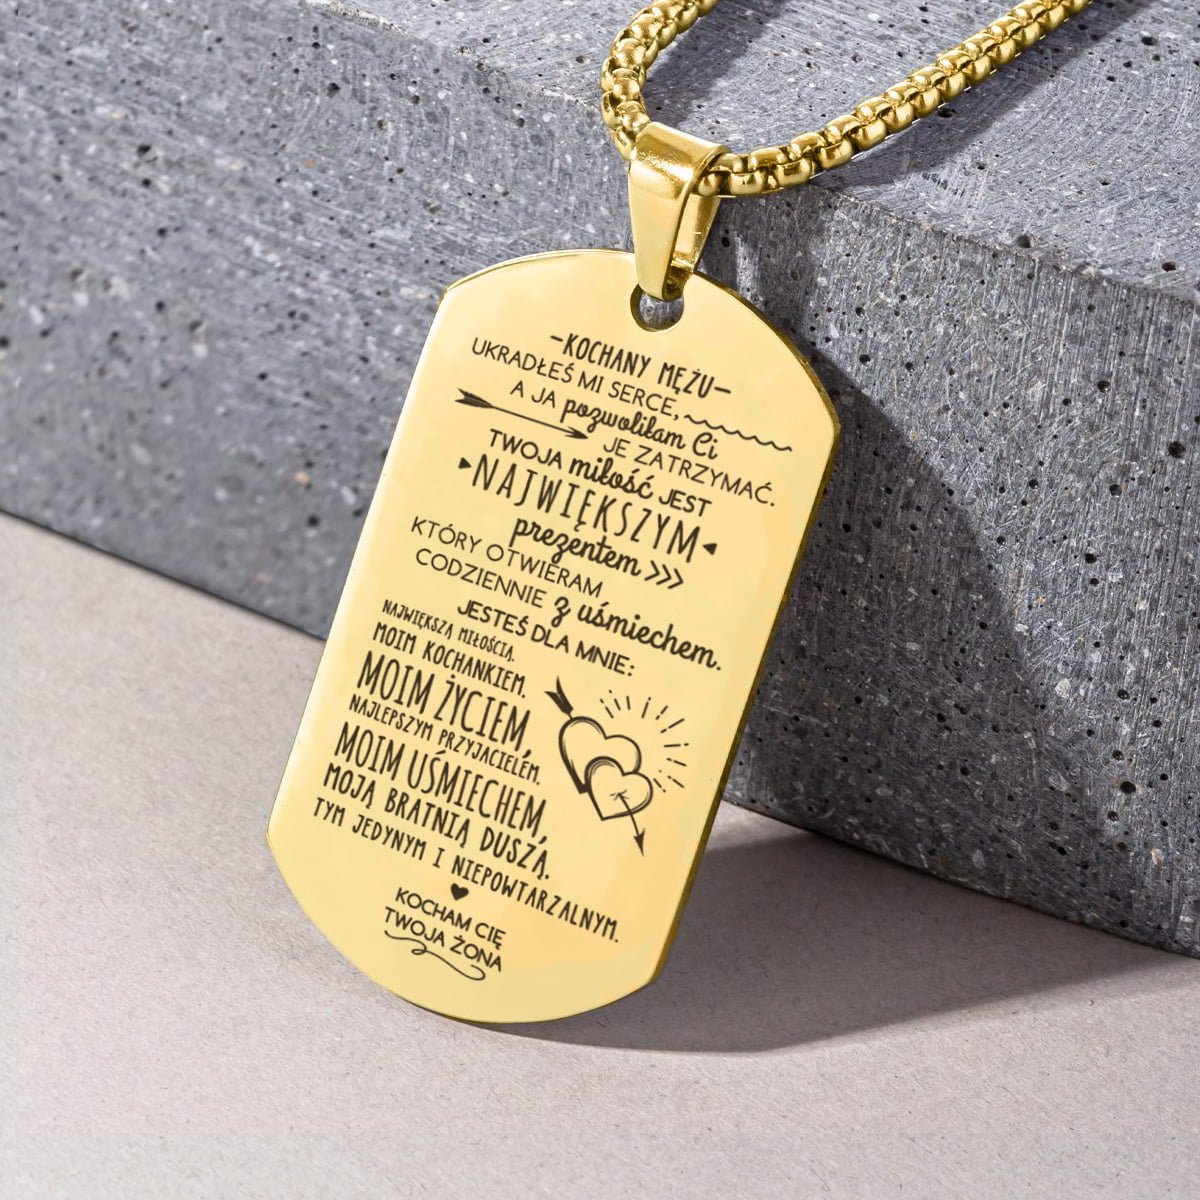 -KOCHANY MĘŻU-
UKRADŁEŚ MI SERCE,
A JA pozwoliłam Ci
JE ZATRZYMAĆ.
TWOJA miłość JEST
NAJWIĘKSZYM
prezentem >>>
KTÓRY OTWIERAM
CODZIENNIE z uśmiechem.
JESTEŚ DLA MNIE:
NAJWIĘKSZĄ MIŁOŚCIĄ.
MOIM KOCHANKIEM.
MOIM ŻYCIEM,
NAJLEPSZYM PRZYJACIELEM.
MOIM UŚMIECHEM,
MOJĄ BRATNIĄ DUSZĄ.
TYM JEDYNYM I NIEPOWTARZALNYM.
KOCHAM CIĘ
TWOJA ŻONA